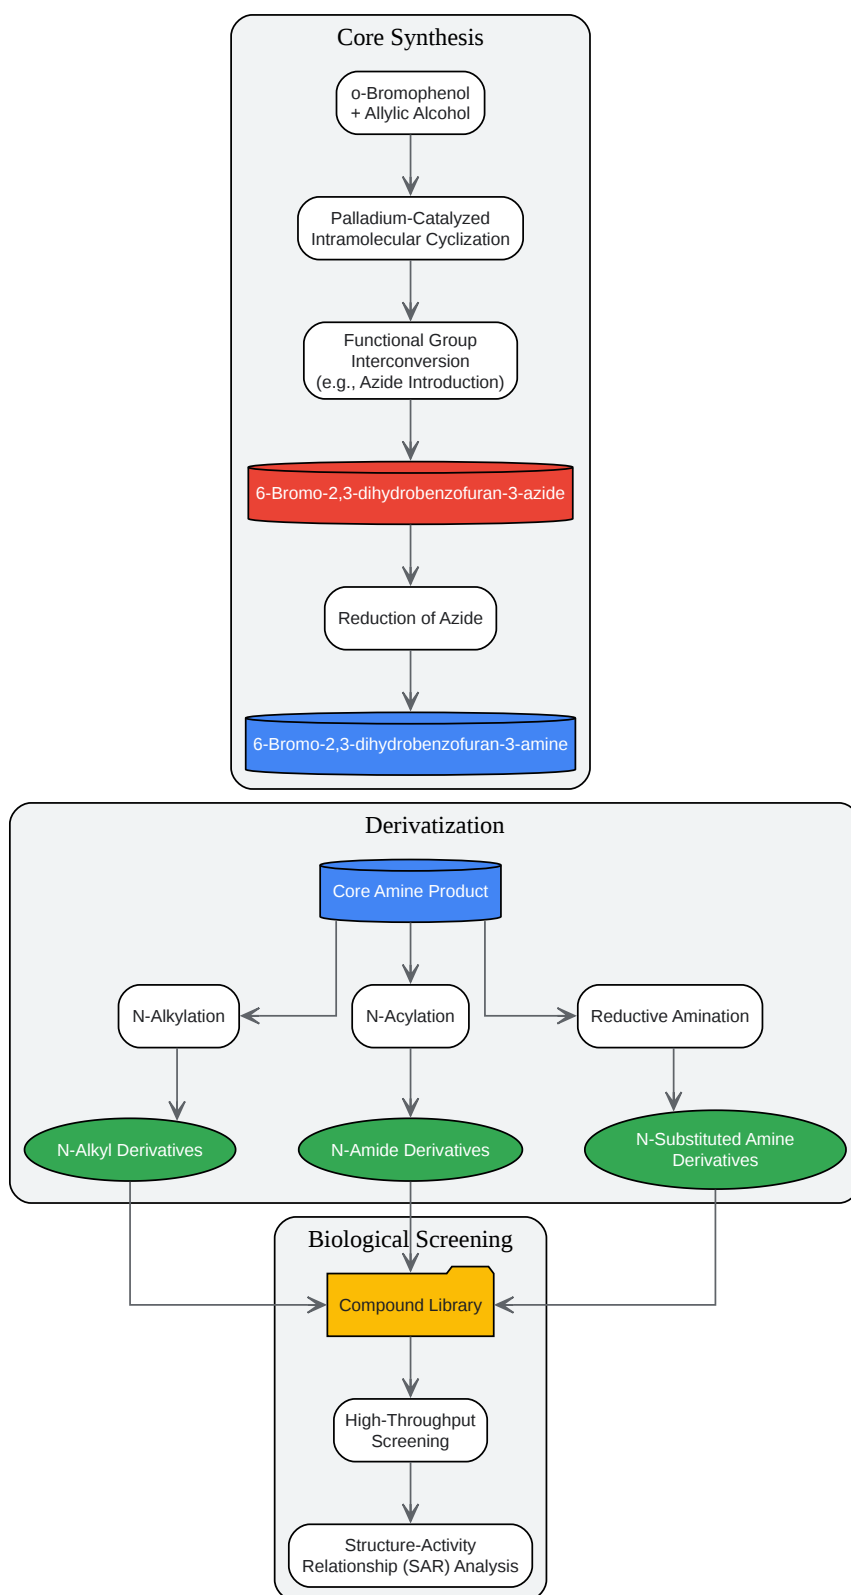 Core Synthesis
o-Bromophenol
+ Allylic Alcohol
Palladium-Catalyzed
Intramolecular Cyclization
Functional Group
Interconversion
(e.g., Azide Introduction)
6-Bromo-2,3-dihydrobenzofuran-3-azide
Reduction of Azide
6-Bromo-2,3-dihydrobenzofuran-3-amine
Derivatization
Core Amine Product
N-Alkylation
N-Acylation
Reductive Amination
N-Alkyl Derivatives
N-Amide Derivatives
N-Substituted Amine
Derivatives
Biological Screening
Compound Library
High-Throughput
Screening
Structure-Activity
Relationship (SAR) Analysis